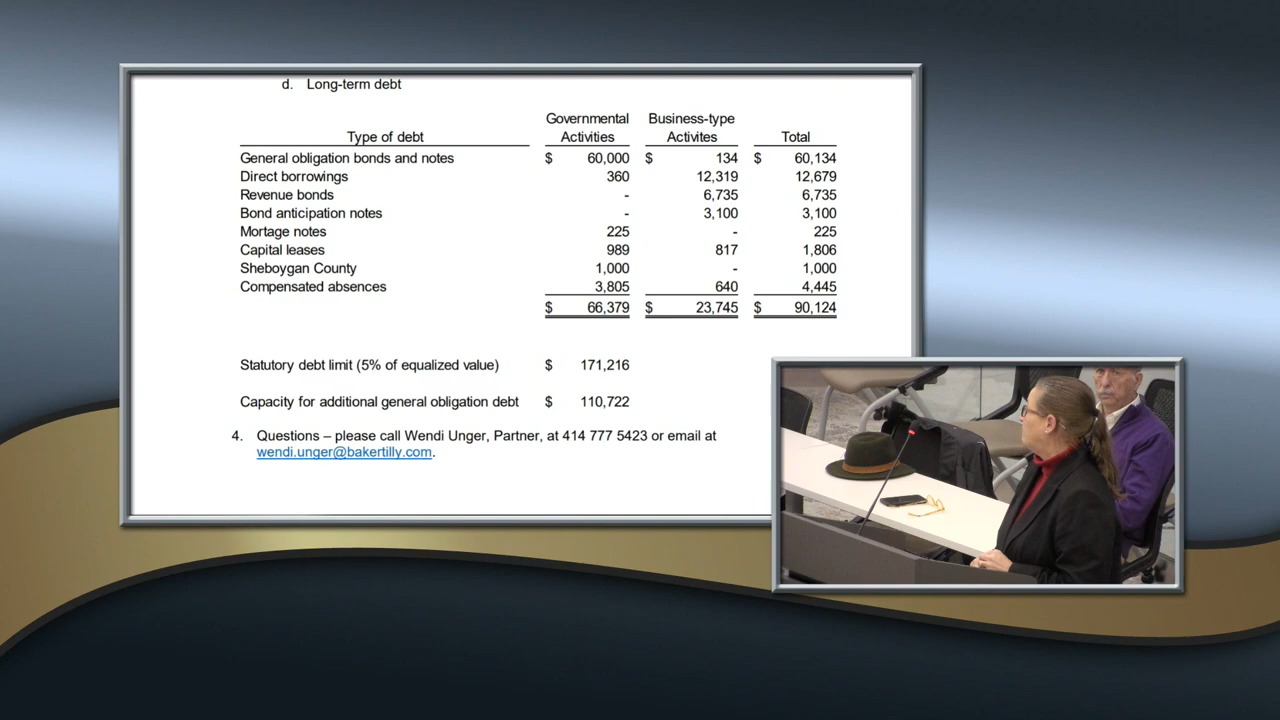 d. Long-term debt
Governmental Business-type
Type of debt Activities Activites Total
General obligation bonds and notes $ 60,000 $ 134 $ 60,134
Direct borrowings 360 12,319 12,679
Revenue bonds - 6,735 6,735
Bond anticipation notes - 3,100 3,100
Mortage notes 225 - 225
Capital leases 989 817 1,806
Sheboygan County 1,000 - 1,000
Compensated absences 3,805 640 4,445
$ 66,379 $ 23,745 $ 90,124
Statutory debt limit (5% of equalized value) $ 171,216
Capacity for additional general obligation debt $ 110,722
4. Questions – please call Wendi Unger, Partner, at 414 777 5423 or email at
wendi.unger@bakertilly.com.